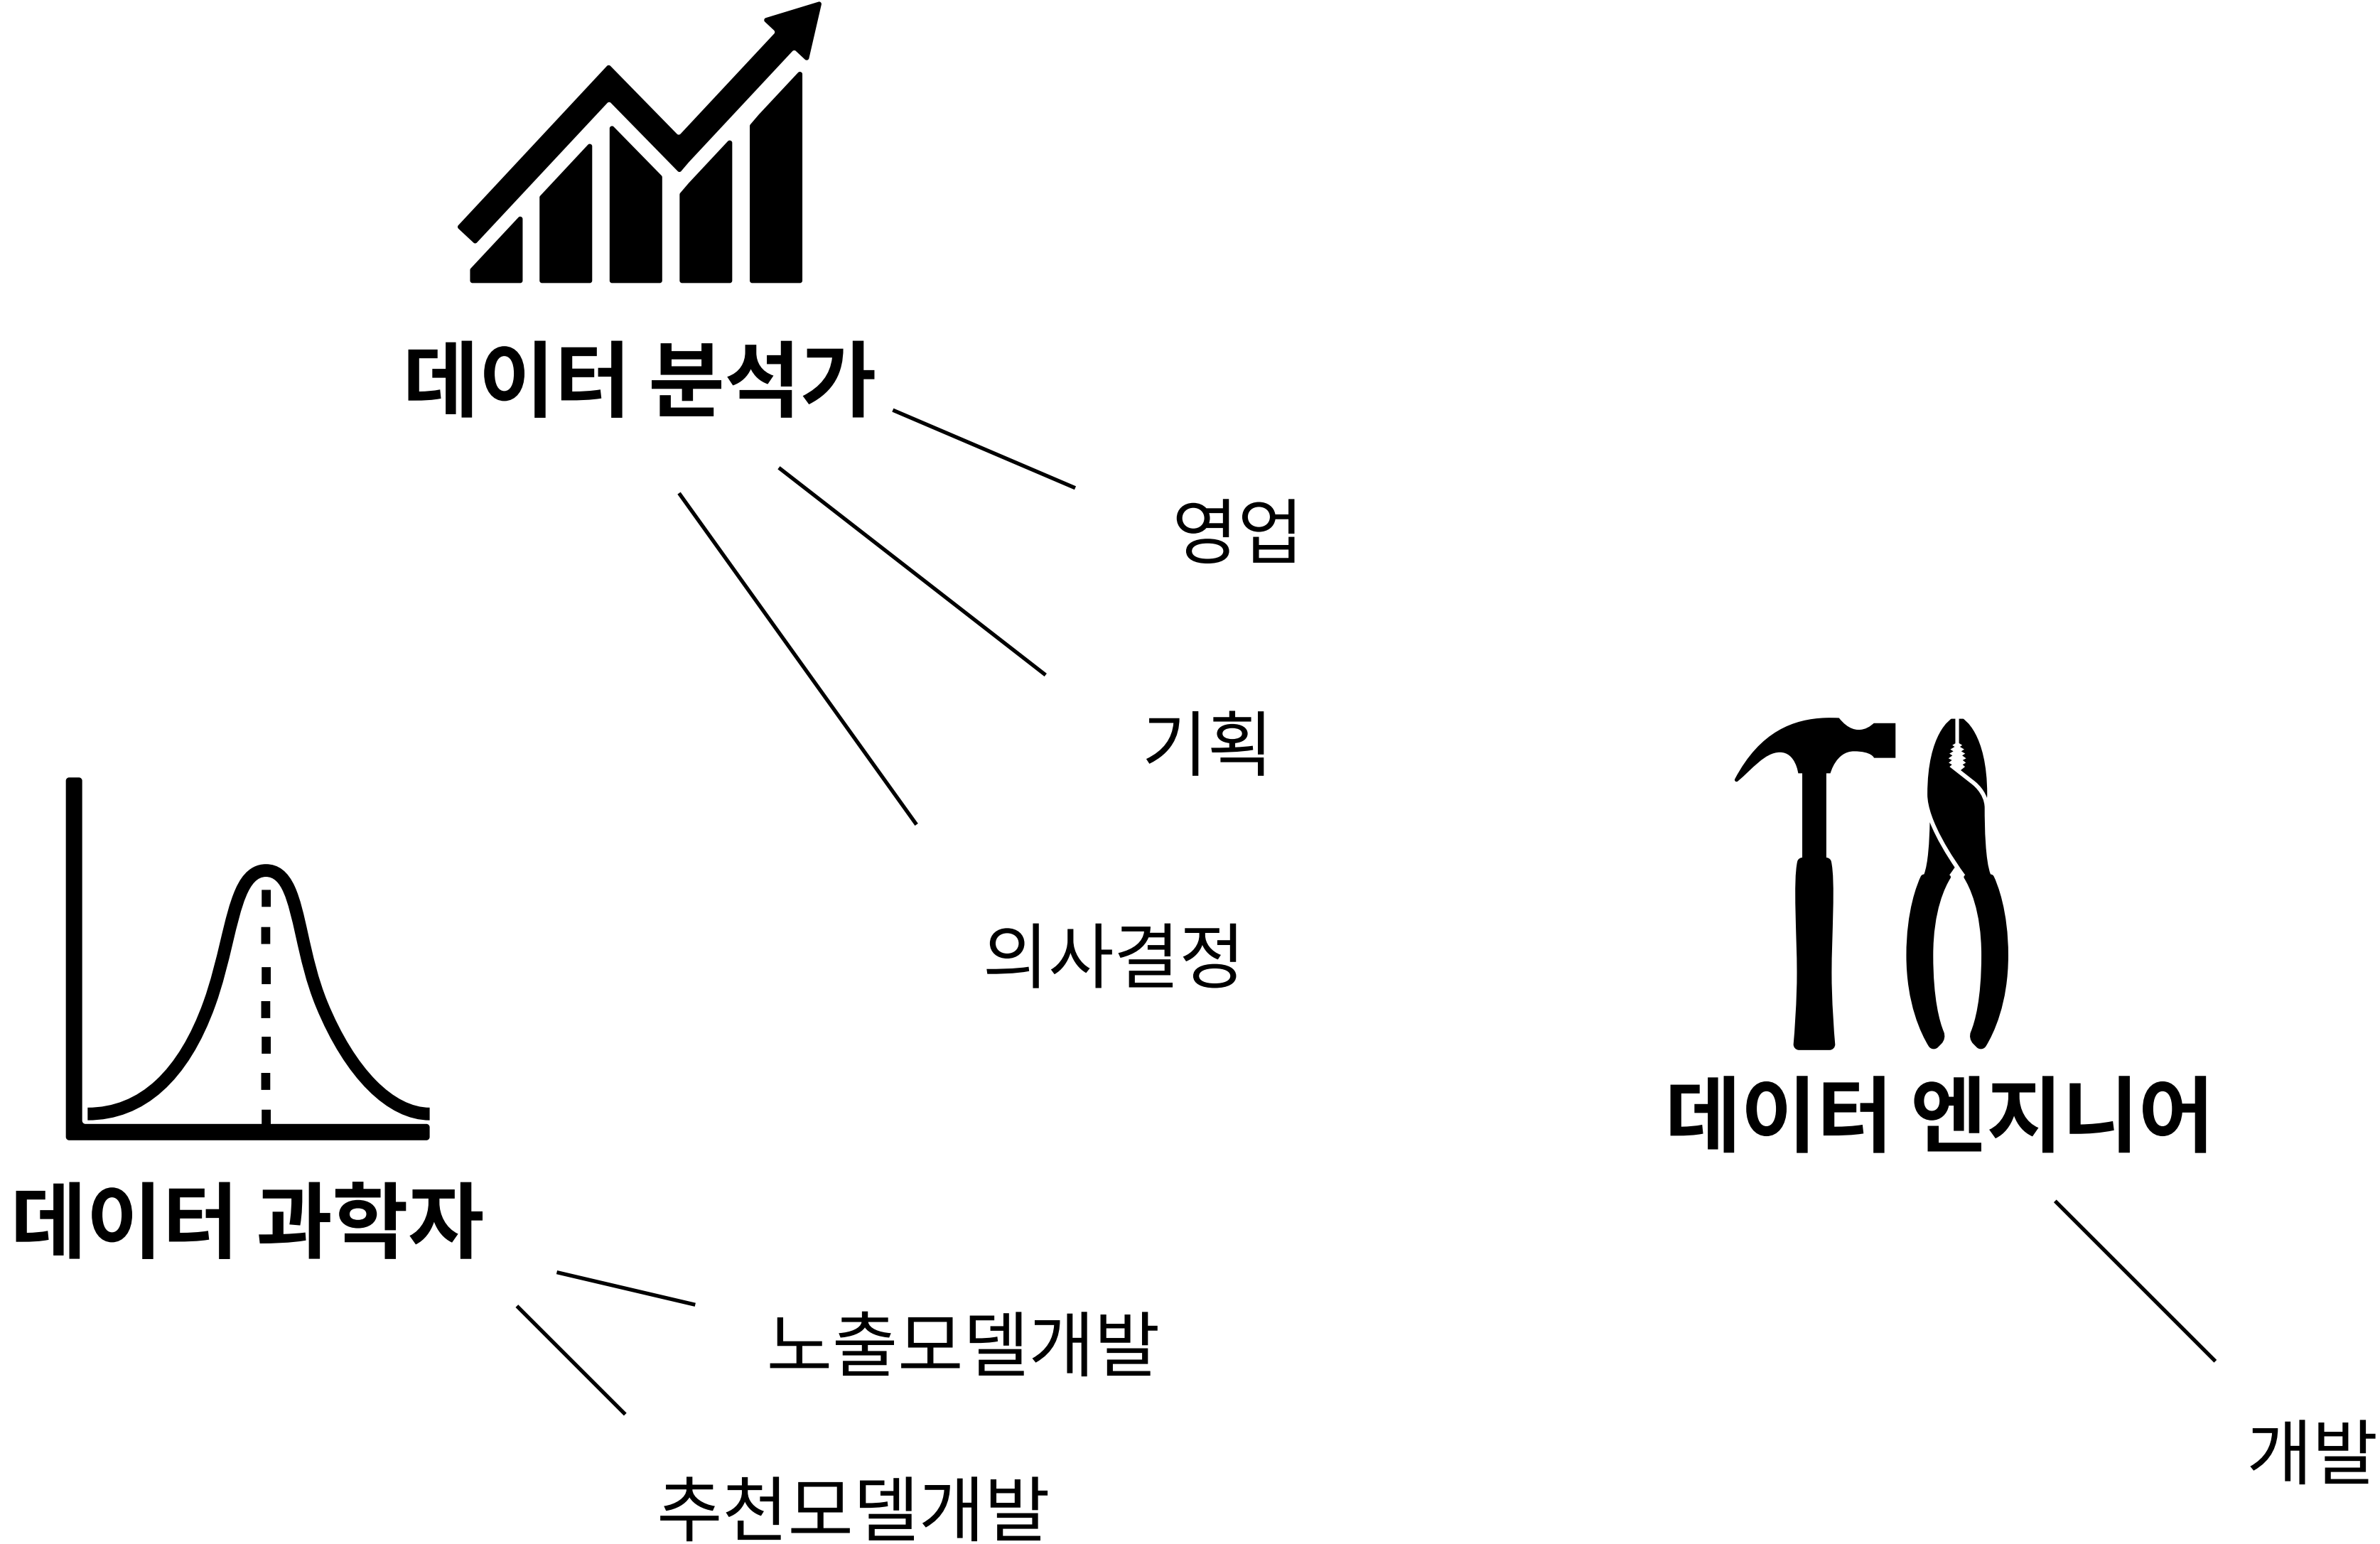 데이터 분석가
영업
기획
의사결정
데이터 엔지니어
데이터 과학자
노출모델개발
개발
추천모델개발